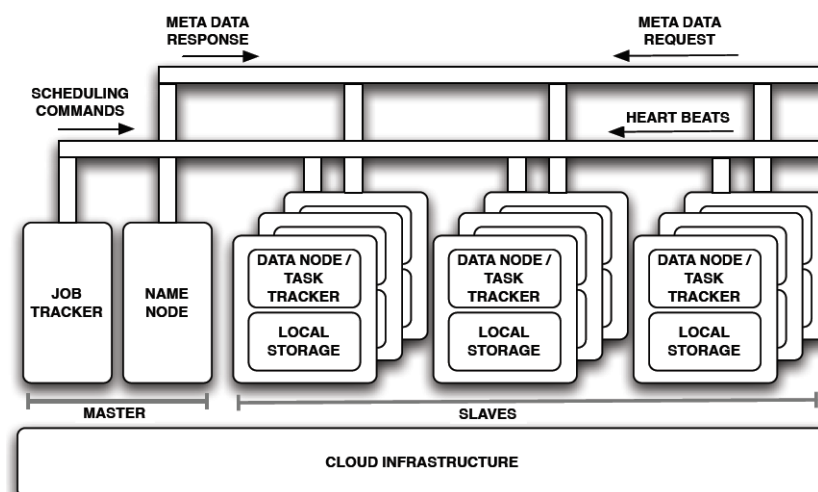 META DATA
RESPONSE
META DATA
REQUEST
SCHEDULING
COMMANDS
HEART BEATS
JOB
TRACKER
NAME
NODE
DATA NODE /
TASK
TRACKER
LOCAL
STORAGE
DATA NODE /
TASK
TRACKER
LOCAL
STORAGE
DATA NODE /
TASK
TRACKER
LOCAL
STORAGE
MASTER
SLAVES
CLOUD INFRASTRUCTURE